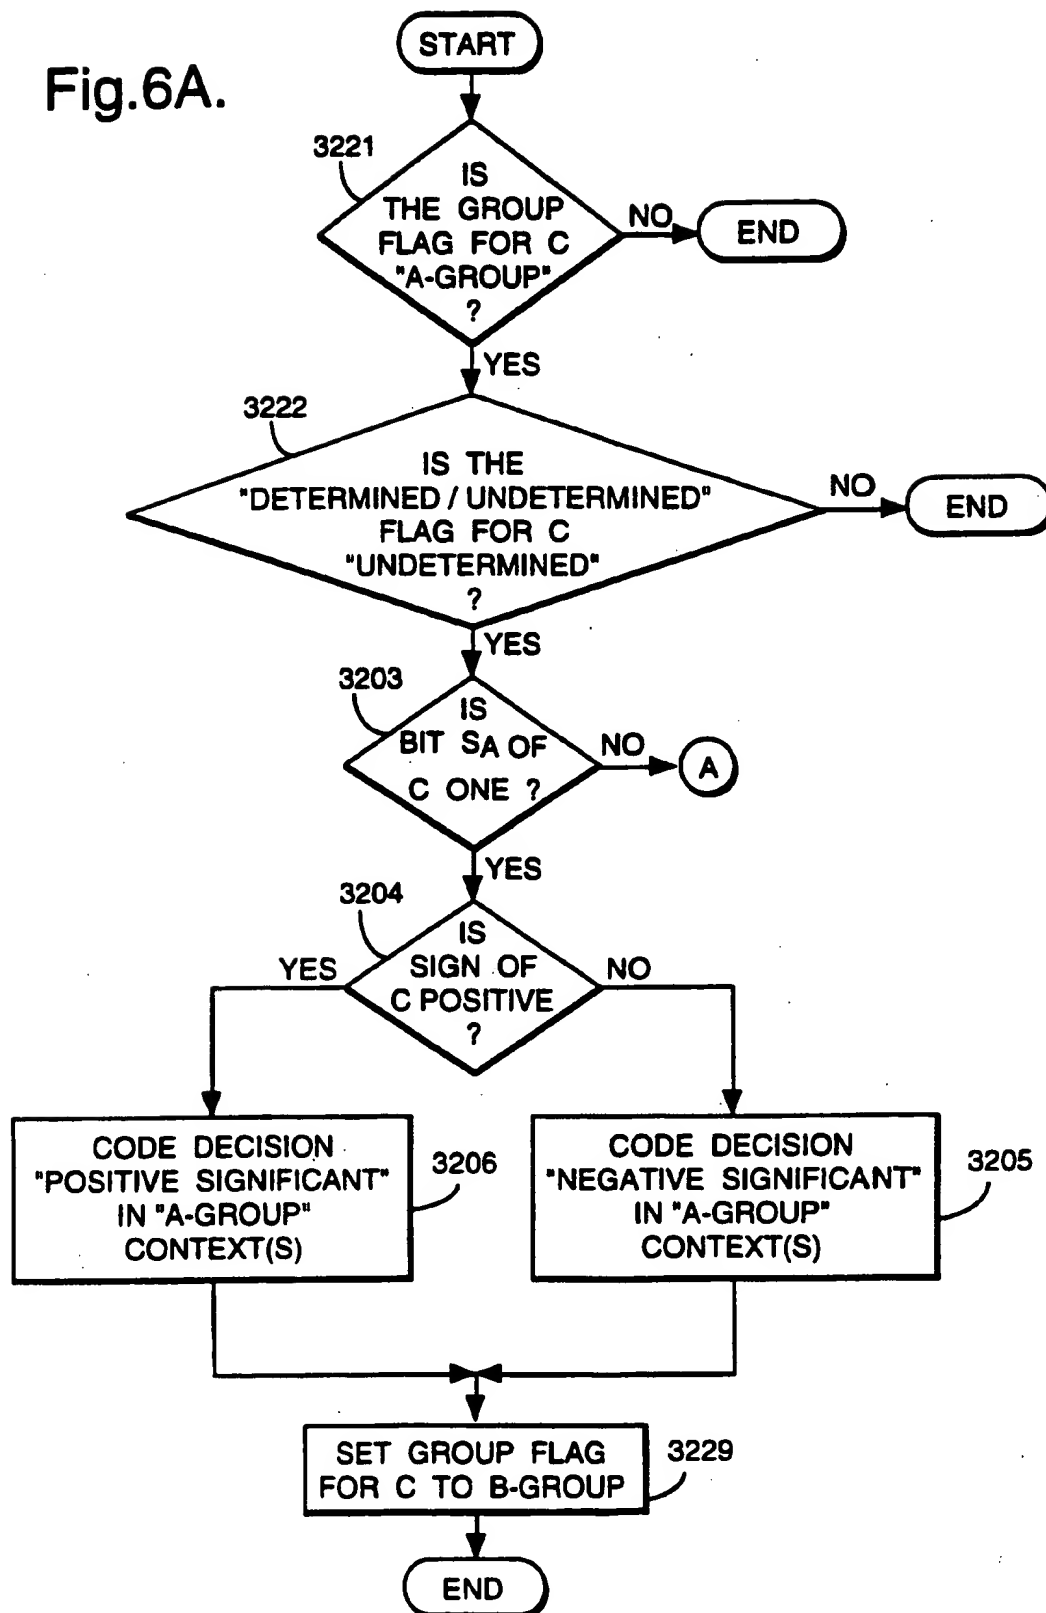 Fig.6A.
START
3221
IS
THE GROUP
FLAG FOR C
"A-GROUP"
?
NO
END
YES
3222
IS THE
"DETERMINED / UNDETERMINED"
FLAG FOR C
"UNDETERMINED"
?
NO
END
YES
3203
IS
BIT SA OF
C ONE ?
NO
A
YES
3204
IS
SIGN OF
C POSITIVE
?
YES
NO
CODE DECISION
"POSITIVE SIGNIFICANT"
IN "A-GROUP"
CONTEXT(S)
3206
CODE DECISION
"NEGATIVE SIGNIFICANT"
IN "A-GROUP"
CONTEXT(S)
3205
SET GROUP FLAG
FOR C TO B-GROUP
3229
END